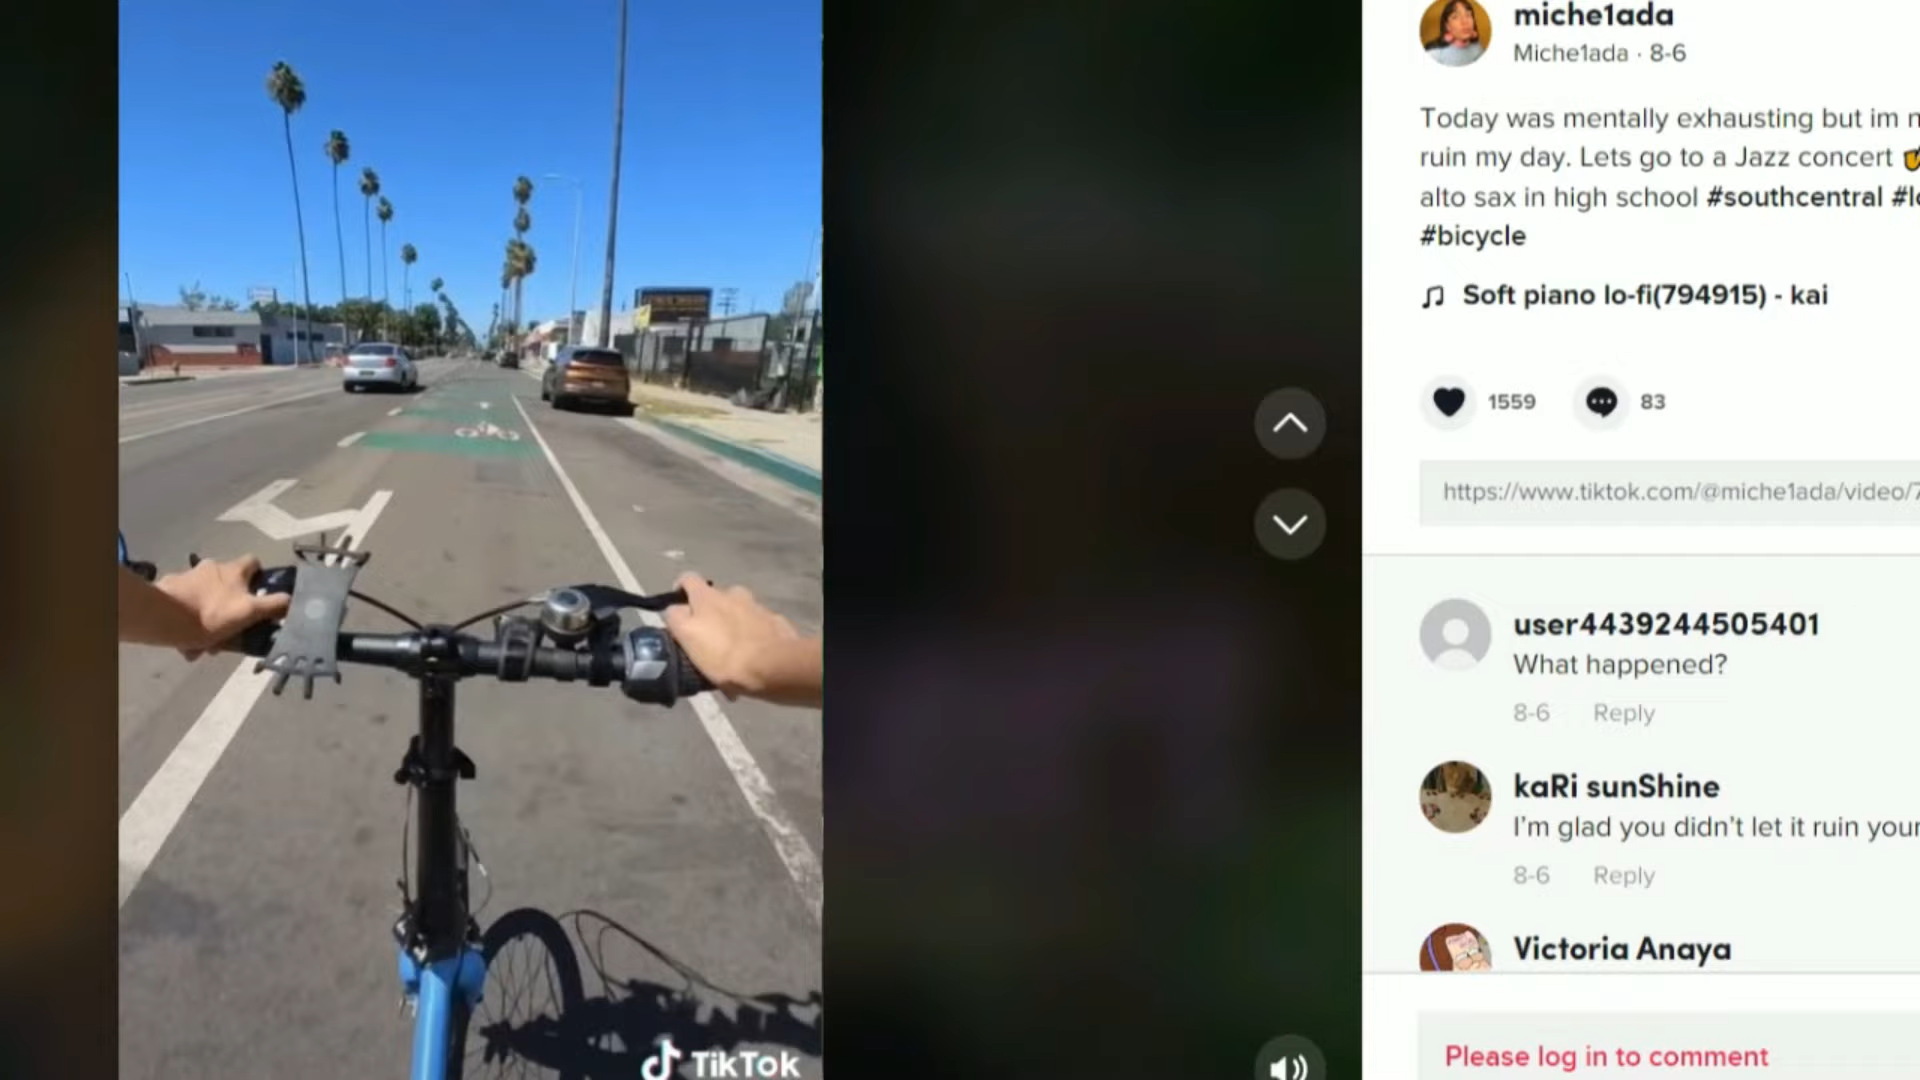 miche1ada
Miche1ada · 8-6
Today was mentally exhausting but im
ruin my day. Lets go to a Jazz concert
alto sax in high school #southcentral
#bicycle
Soft piano lo-fi(794915) - kai
1559
83
https://www.tiktok.com/@miche1ada/video/7
user4439244505401
What happened?
8-6 Reply
kaRi sunShine
I'm glad you didn't let it ruin your
8-6 Reply
Victoria Anaya
Please log in to comment
TikTok